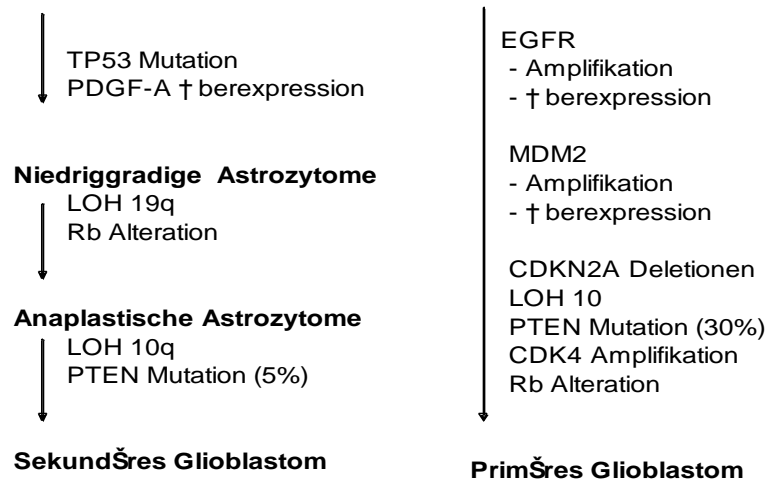 TP53 Mutation
PDGF-A † berexpression
Niedriggradige Astrozytome
LOH 19q
Rb Alteration
Anaplastische Astrozytome
LOH 10q
PTEN Mutation (5%)
SekundŠres Glioblastom
EGFR
- Amplifikation
- † berexpression
MDM2
- Amplifikation
- † berexpression
CDKN2A Deletionen
LOH 10
PTEN Mutation (30%)
CDK4 Amplifikation
Rb Alteration
PrimŠres Glioblastom